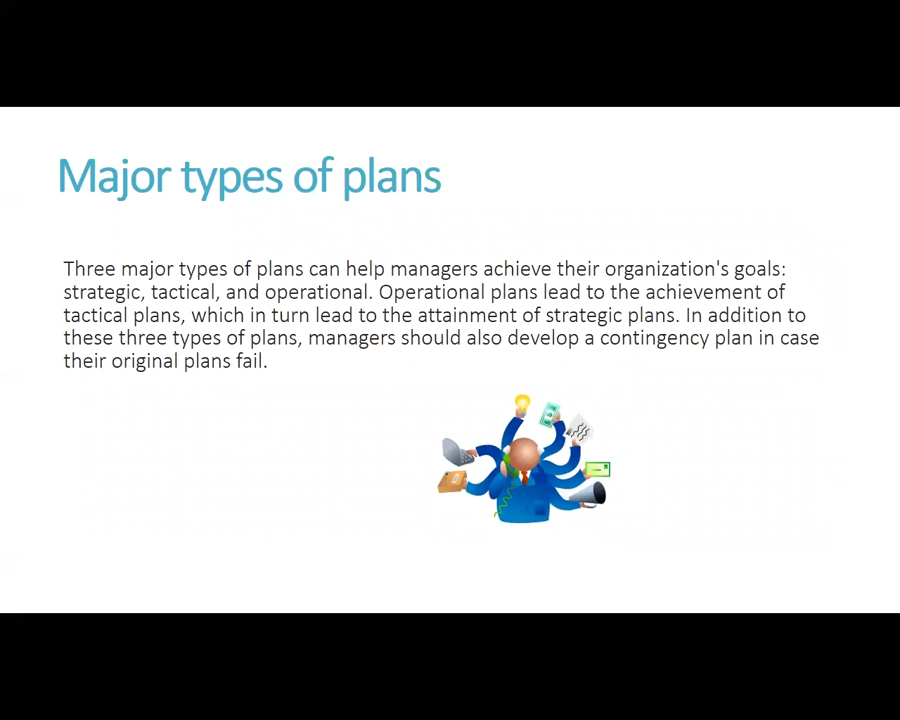 Major types of plans
Three major types of plans can help managers achieve their organization's goals:
strategic, tactical, and operational. Operational plans lead to the achievement of
tactical plans, which in turn lead to the attainment of strategic plans. In addition to
these three types of plans, managers should also develop a contingency plan in case
their original plans fail.